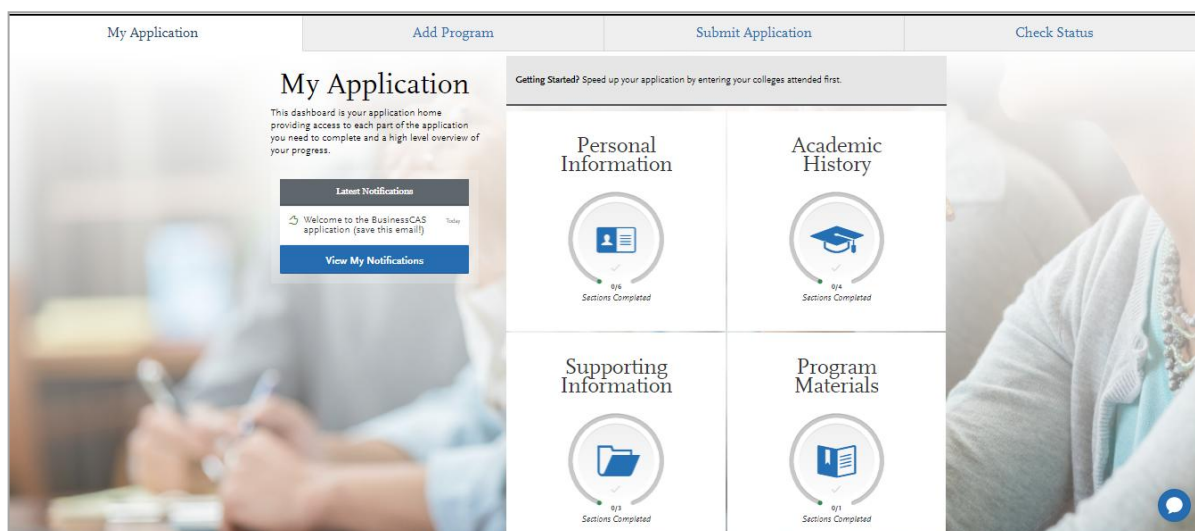 My Application
Add Program
Submit Application
Check Status
My Application
This dashboard is your application home
providing access to each part of the application
you need to complete and a high level overview of
your progress.
Latest Notifications
Welcome to the BusinessCAS
application (save this email!)
Today
View My Notifications
Getting Started? Speed up your application by entering your colleges attended first.
Personal
Information
0/6
Sections Completed
Academic
History
0/4
Sections Completed
Supporting
Information
0/3
Sections Completed
Program
Materials
0/1
Sections Completed